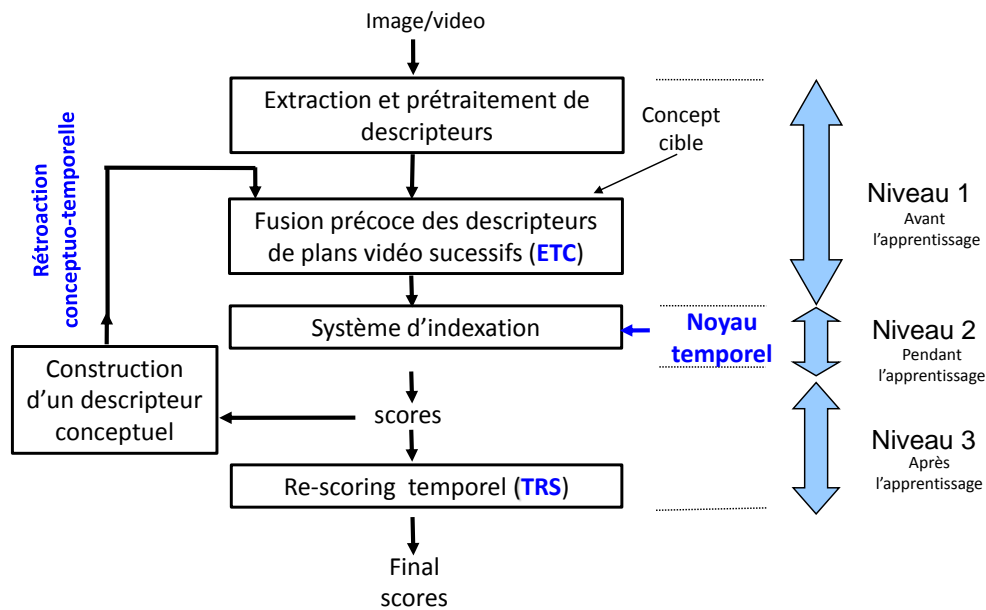 Image/video
Extraction et prétraitement de
descripteurs
Concept
cible
Rétroaction
conceptuo-temporelle
Fusion précoce des descripteurs
de plans vidéo sucessifs (ETC)
Niveau 1
Avant
l'apprentissage
Système d'indexation
Noyau
temporel
Niveau 2
Pendant
l'apprentissage
Construction
d'un descripteur
conceptuel
scores
Niveau 3
Après
l'apprentissage
Re-scoring temporel (TRS)
Final
scores